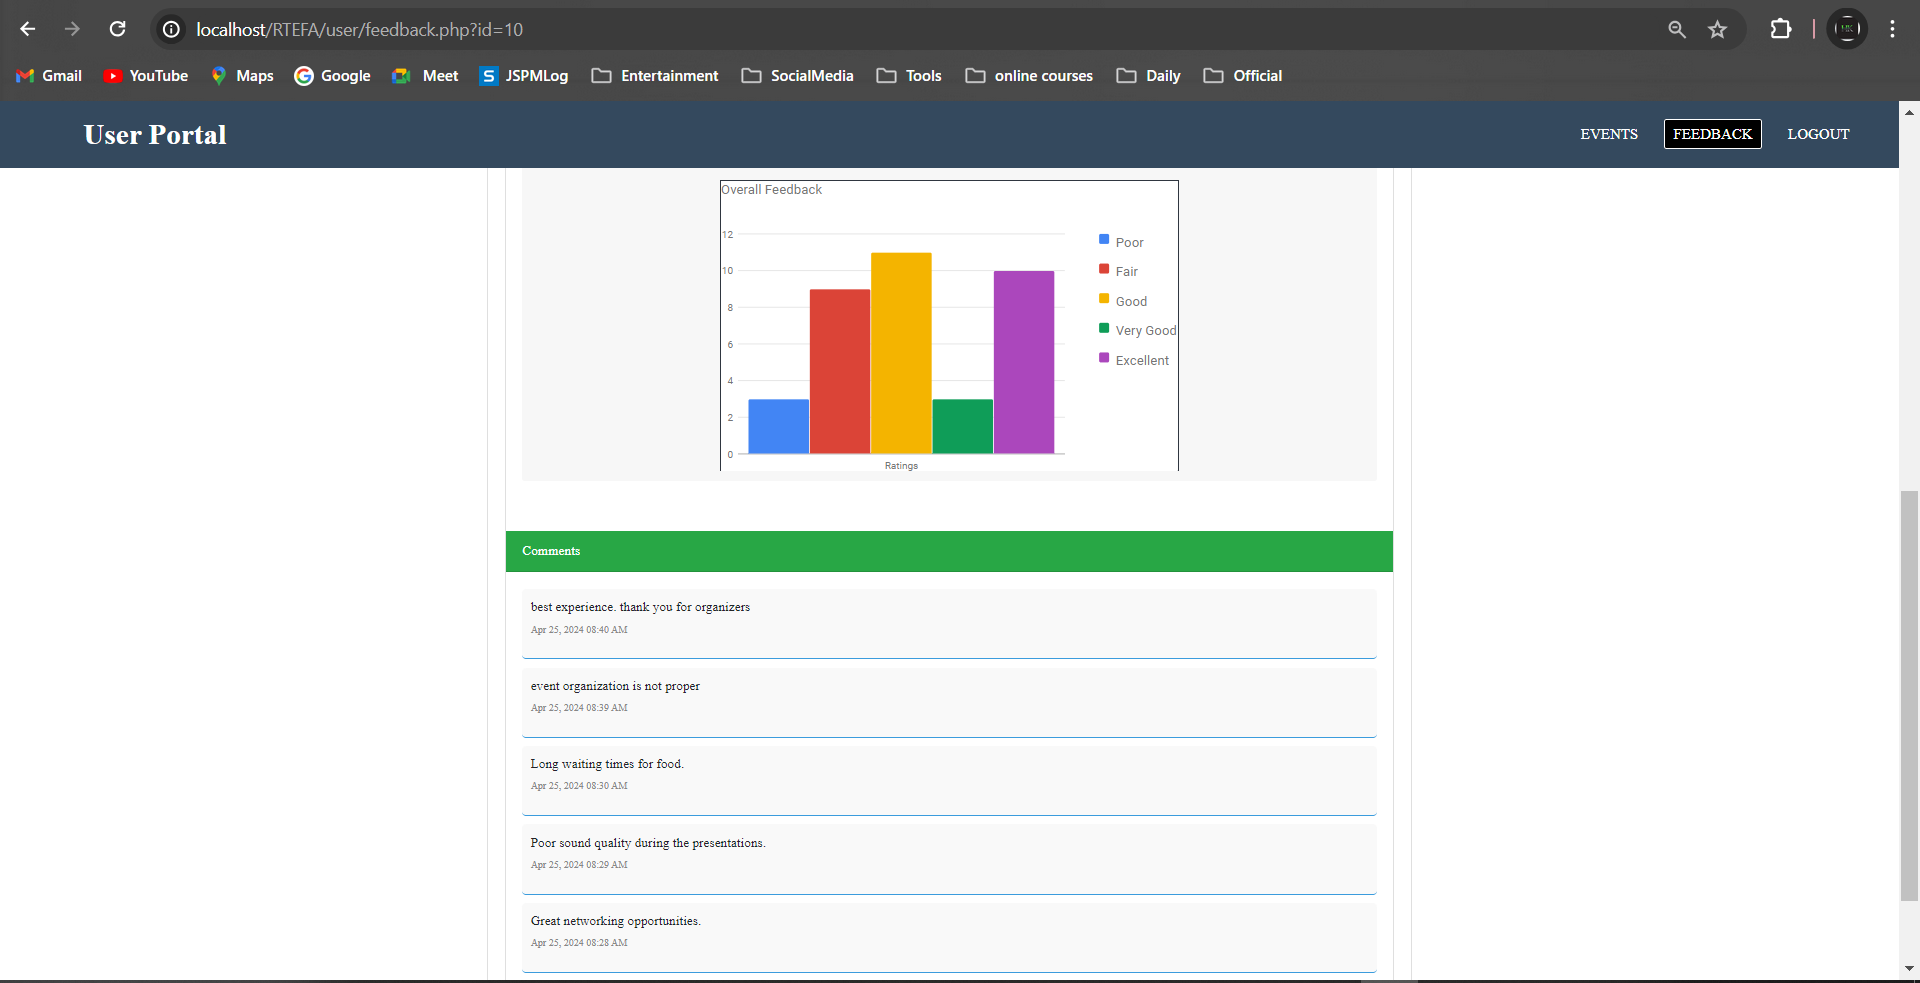 localhost/RTEFA/user/feedback.php?id=10
Gmail YouTube Maps Google Meet JSPMLog Entertainment SocialMedia Tools online courses Daily Official
User Portal EVENTS FEEDBACK LOGOUT
Overall Feedback
12
10
8
6
4
2
0
Ratings
Poor
Fair
Good
Very Good
Excellent
Comments
best experience. thank you for organizers
Apr 25, 2024 08:40 AM
event organization is not proper
Apr 25, 2024 08:39 AM
Long waiting times for food.
Apr 25, 2024 08:30 AM
Poor sound quality during the presentations.
Apr 25, 2024 08:29 AM
Great networking opportunities.
Apr 25, 2024 08:28 AM